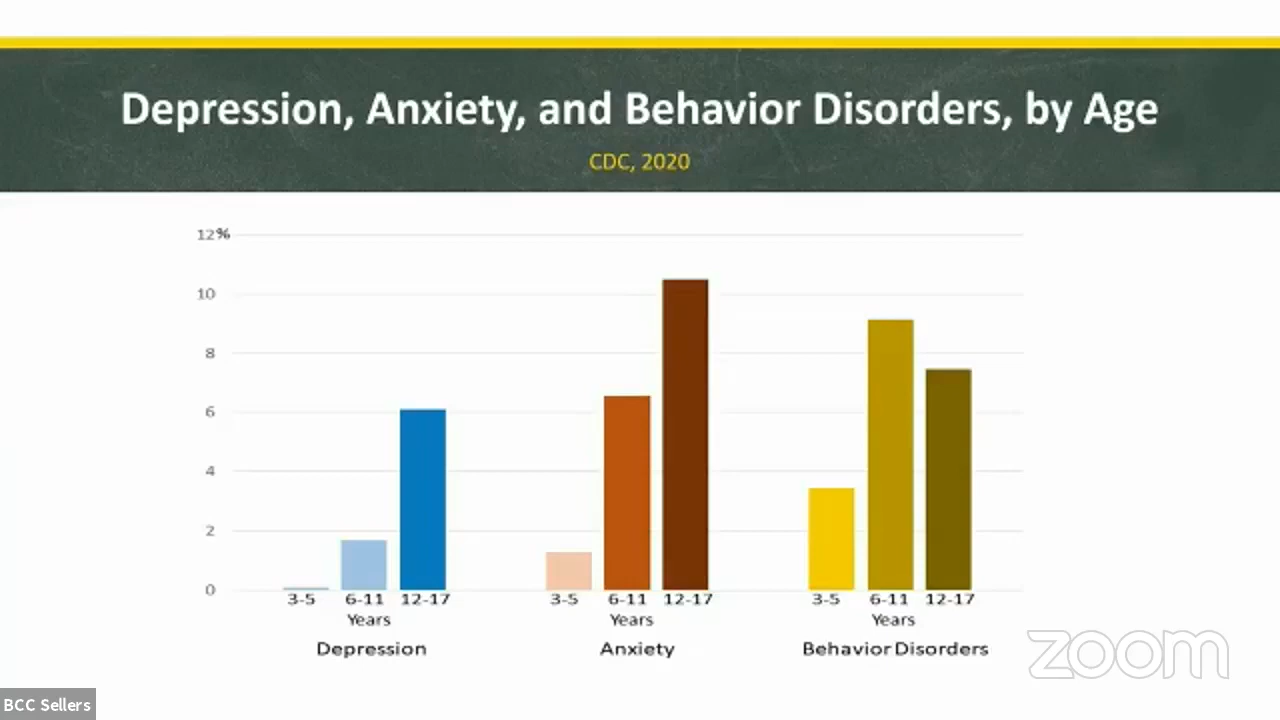 Depression, Anxiety, and Behavior Disorders, by Age
CDC, 2020
12%
10
8
6
4
2
0
3-5 6-11 12-17 3-5 6-11 12-17 3-5 6-11 12-17
Years Years Years
Depression Anxiety Behavior Disorders
zoom
BCC Sellers